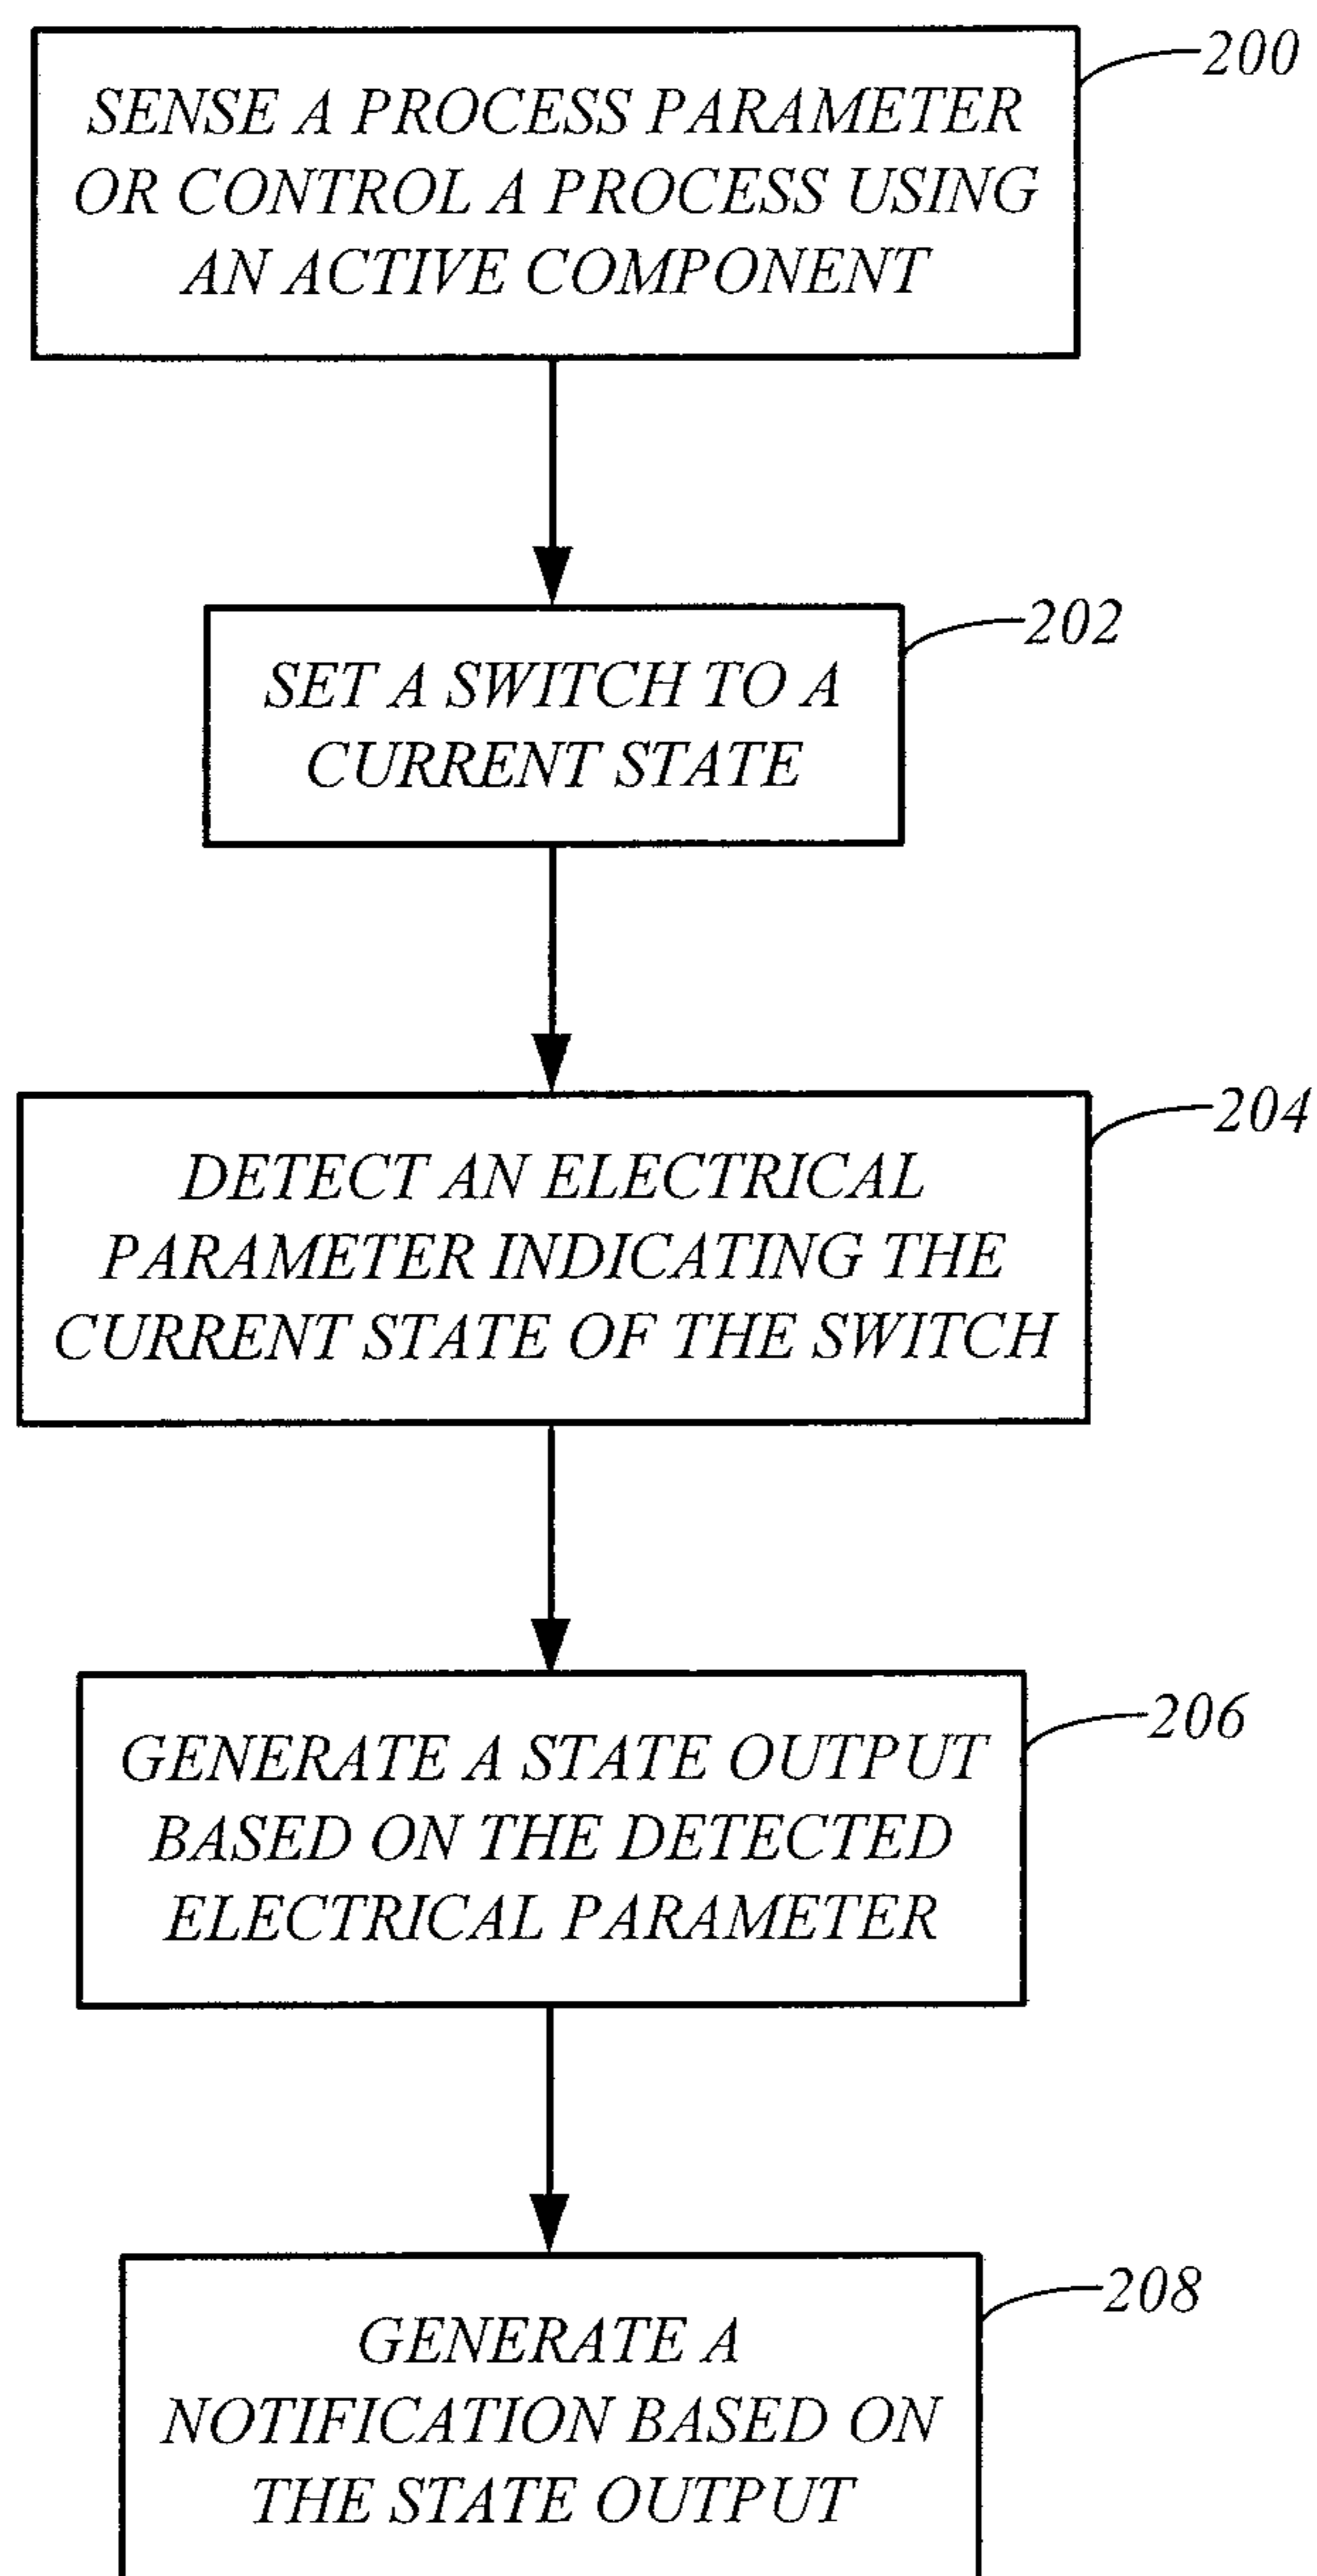 200
SENSE A PROCESS PARAMETER
OR CONTROL A PROCESS USING
AN ACTIVE COMPONENT
202
SET A SWITCH TO A
CURRENT STATE
204
DETECT AN ELECTRICAL
PARAMETER INDICATING THE
CURRENT STATE OF THE SWITCH
206
GENERATE A STATE OUTPUT
BASED ON THE DETECTED
ELECTRICAL PARAMETER
208
GENERATE A
NOTIFICATION BASED ON
THE STATE OUTPUT